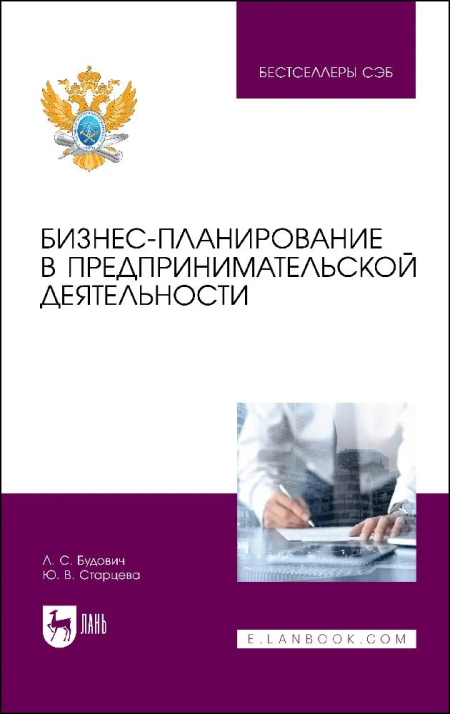 БЕСТСЕЛЛЕРЫ СЭБ
БИЗНЕС-ПЛАНИРОВАНИЕ
В ПРЕДПРИНИМАТЕЛЬСКОЙ
ДЕЯТЕЛЬНОСТИ
Л. С. Будович
Ю. В. Старцева
ЛАНЬ
E.LANBOOK.COM